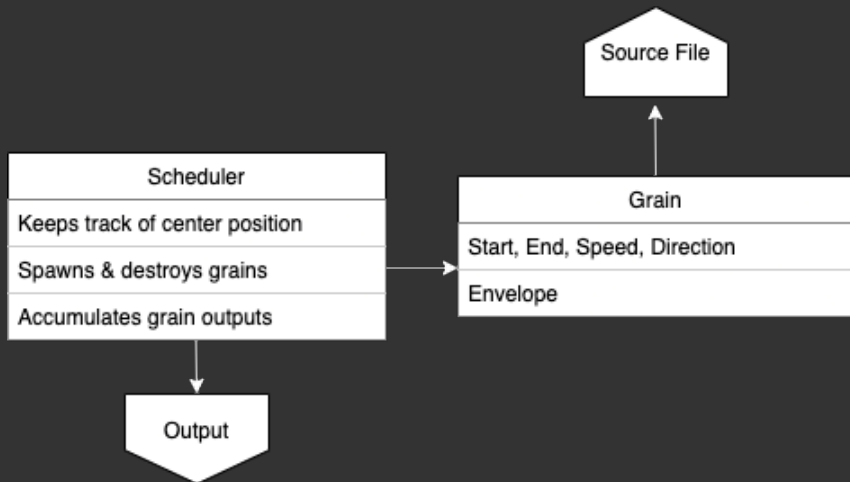 Source File
Scheduler
Keeps track of center position
Spawns & destroys grains
Accumulates grain outputs
Grain
Start, End, Speed, Direction
Envelope
Output